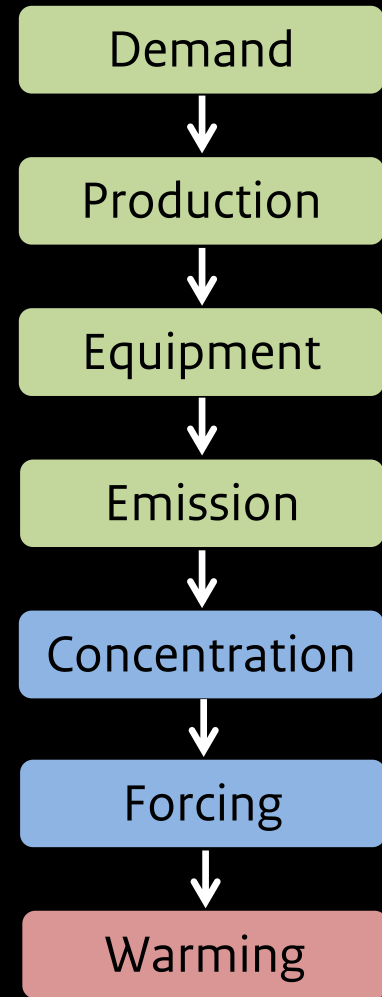 Demand
Production
Equipment
Emission
Concentration
Forcing
Warming